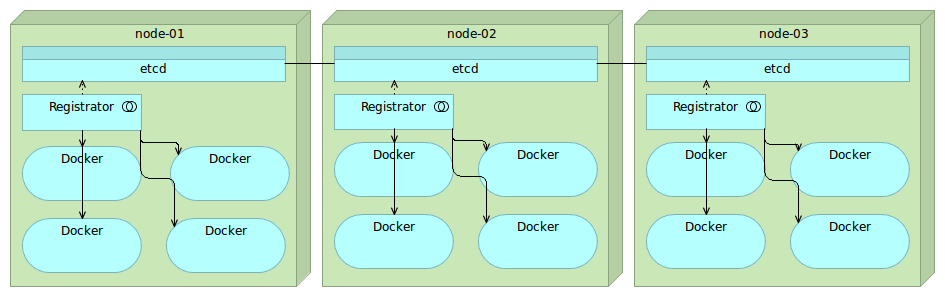 node-01
etcd
Registrator
Docker
Docker
Docker
Docker
node-02
etcd
Registrator
Docker
Docker
Docker
Docker
node-03
etcd
Registrator
Docker
Docker
Docker
Docker